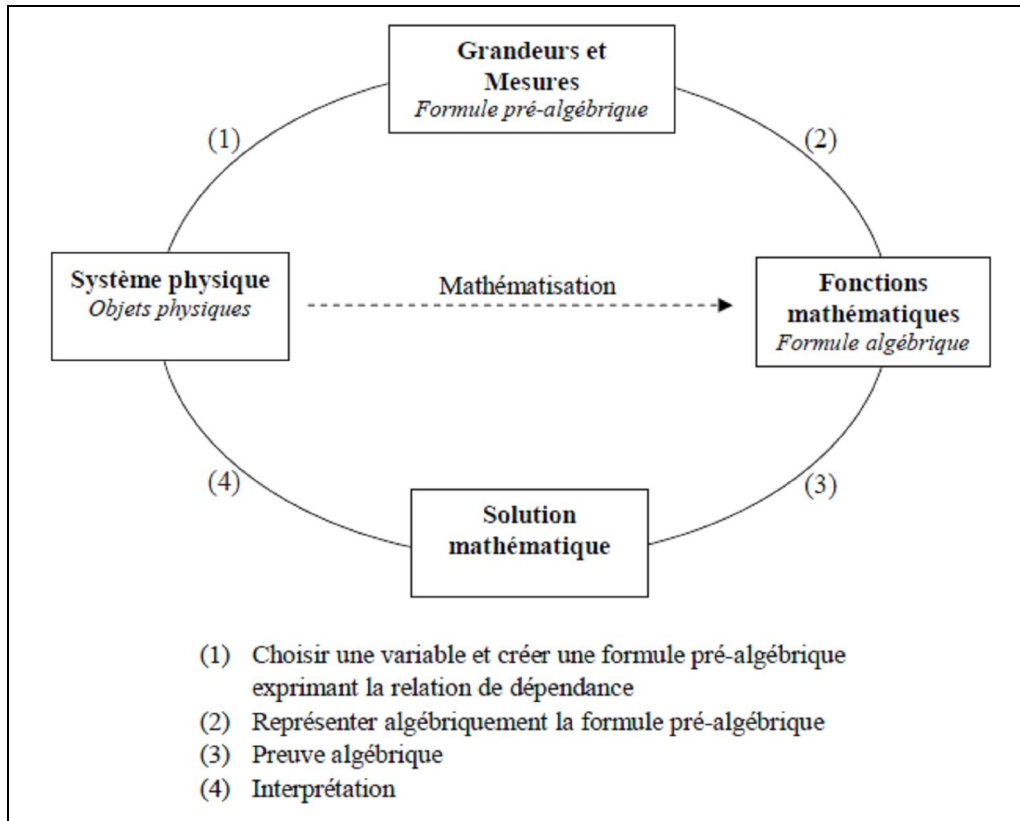 Grandeurs et
Mesures
Formule pré-algébrique
(1)
(2)
Système physique
Objets physiques
Mathématisation
Fonctions
mathématiques
Formule algébrique
(4)
(3)
Solution
mathématique
(1) Choisir une variable et créer une formule pré-algébrique
exprimant la relation de dépendance
(2) Représenter algébriquement la formule pré-algébrique
(3) Preuve algébrique
(4) Interprétation